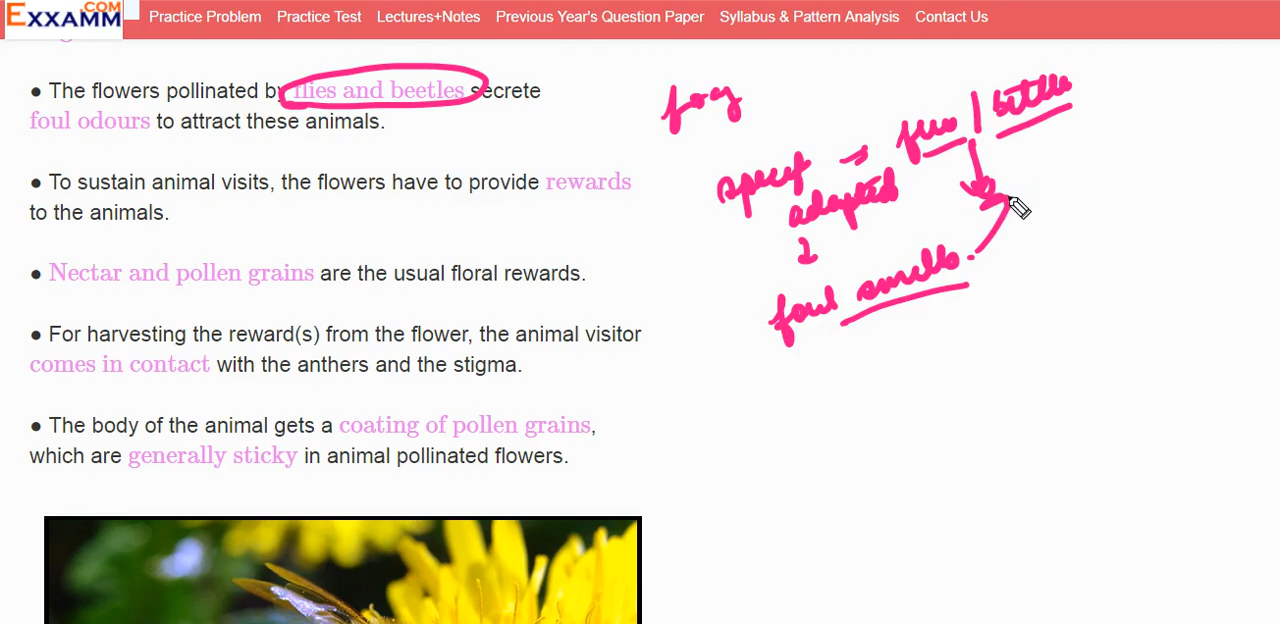 EXXAMM.COM
Practice Problem Practice Test Lectures+Notes Previous Year's Question Paper Syllabus & Pattern Analysis Contact Us
● The flowers pollinated by flies and beetles secrete
foul odours to attract these animals.
● To sustain animal visits, the flowers have to provide rewards
to the animals.
● Nectar and pollen grains are the usual floral rewards.
● For harvesting the reward(s) from the flower, the animal visitor
comes in contact with the anthers and the stigma.
● The body of the animal gets a coating of pollen grains,
which are generally sticky in animal pollinated flowers.
adapted
foul smells